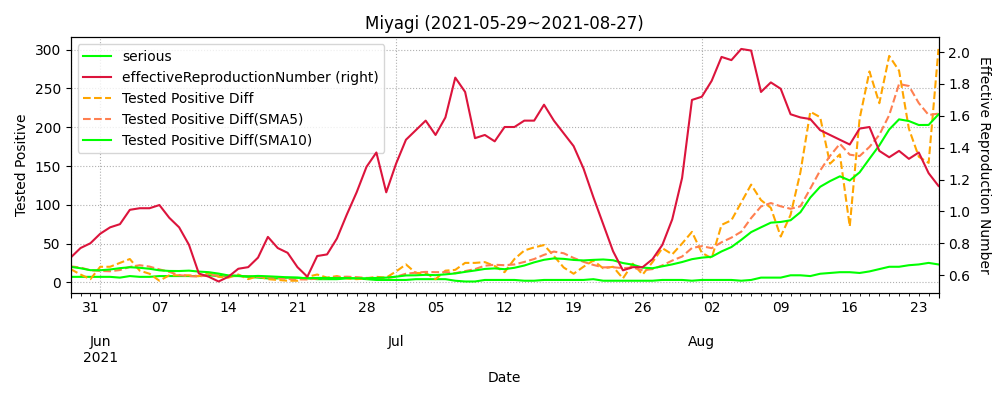 Miyagi (2021-05-29~2021-08-27)
serious
effectiveReproductionNumber (right)
Tested Positive Diff
Tested Positive Diff(SMA5)
Tested Positive Diff(SMA10)
Tested Positive
300
250
200
150
100
50
0
Effective Reproduction Number
2.0
1.8
1.6
1.4
1.2
1.0
0.8
0.6
31 07 14 21 28 05 12 19 26 02 09 16 23
Jun Jul Aug
2021
Date